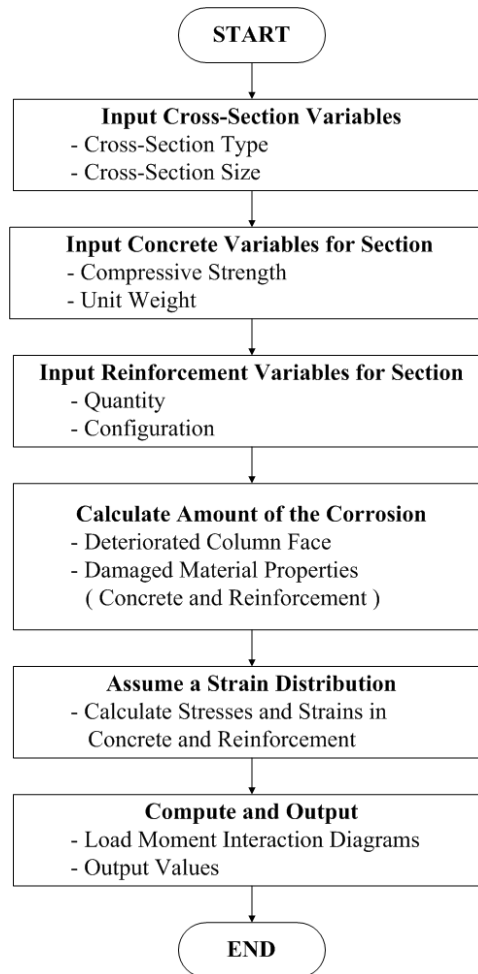 START
Input Cross-Section Variables
- Cross-Section Type
- Cross-Section Size
Input Concrete Variables for Section
- Compressive Strength
- Unit Weight
Input Reinforcement Variables for Section
- Quantity
- Configuration
Calculate Amount of the Corrosion
- Deteriorated Column Face
- Damaged Material Properties
( Concrete and Reinforcement )
Assume a Strain Distribution
- Calculate Stresses and Strains in
Concrete and Reinforcement
Compute and Output
- Load Moment Interaction Diagrams
- Output Values
END